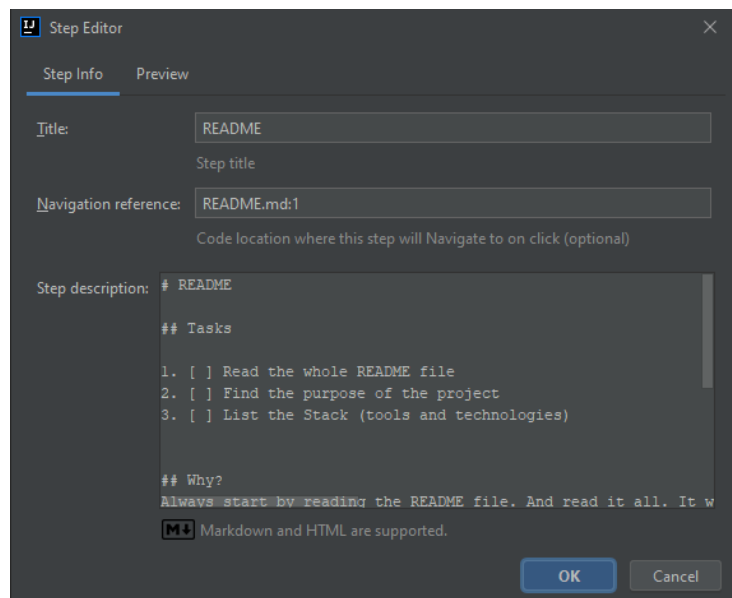 IJ Step Editor
Step Info Preview
Title: README
Step title
Navigation reference: README.md:1
Code location where this step will Navigate to on click (optional)
Step description: # README
## Tasks
1. [ ] Read the whole README file
2. [ ] Find the purpose of the project
3. [ ] List the Stack (tools and technologies)
## Why?
Always start by reading the README file. And read it all. It w
M Markdown and HTML are supported.
OK Cancel